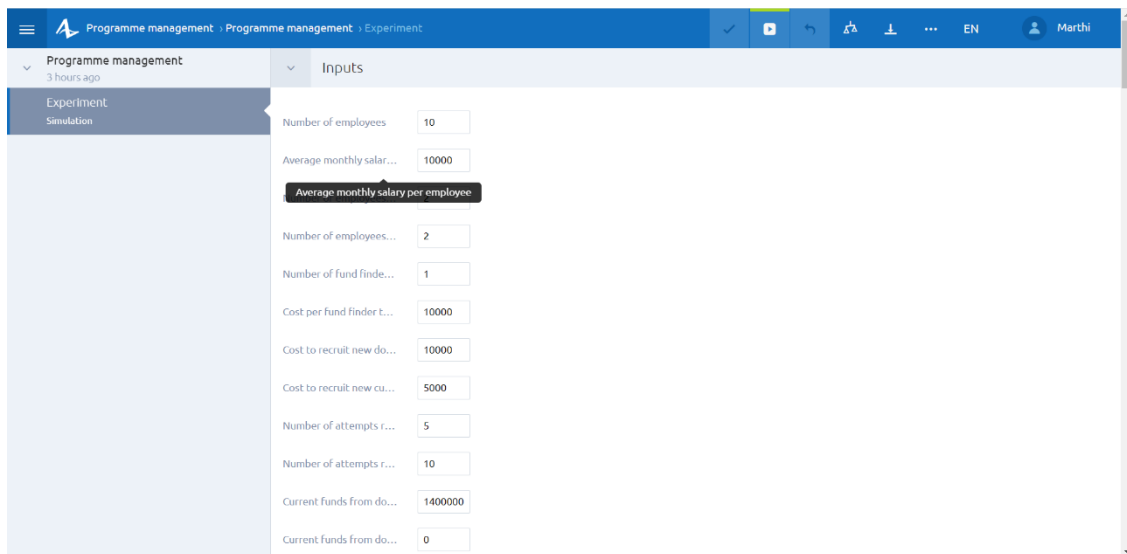 Programme management › Programme management › Experiment
EN
Marthi
Programme management
3 hours ago
Experiment
Simulation
Inputs
Number of employees 10
Average monthly salar... 10000
Average monthly salary per employee
Number of employees... 2
Number of fund finde... 1
Cost per fund finder t... 10000
Cost to recruit new do... 10000
Cost to recruit new cu... 5000
Number of attempts r... 5
Number of attempts r... 10
Current funds from do... 1400000
Current funds from do... 0